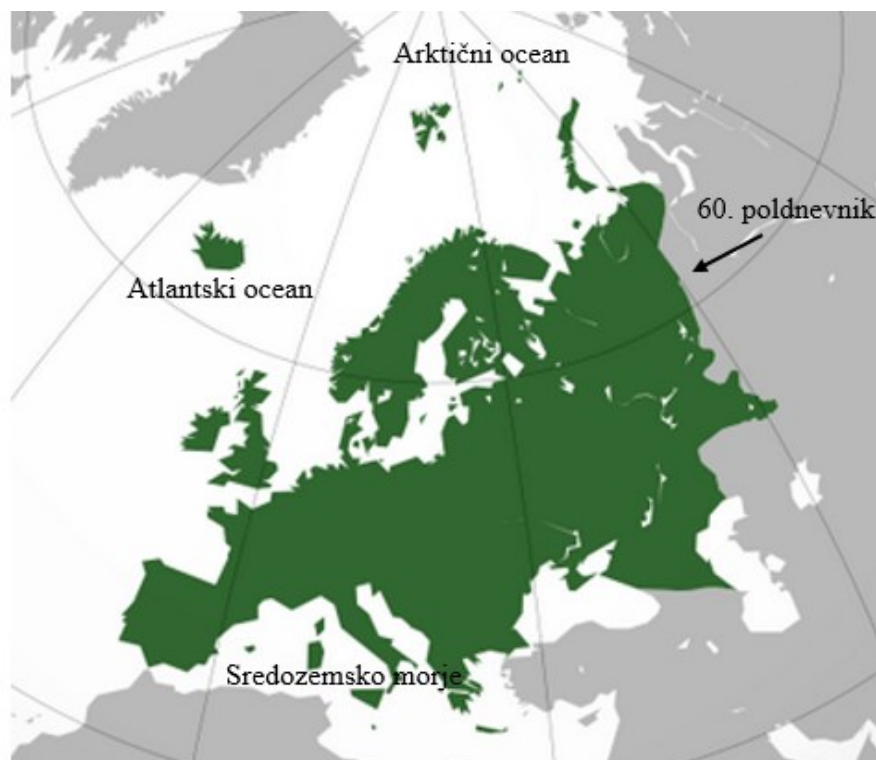 Arktični ocean
60. poldnevnik
Atlantski ocean
Sredozemsko morje